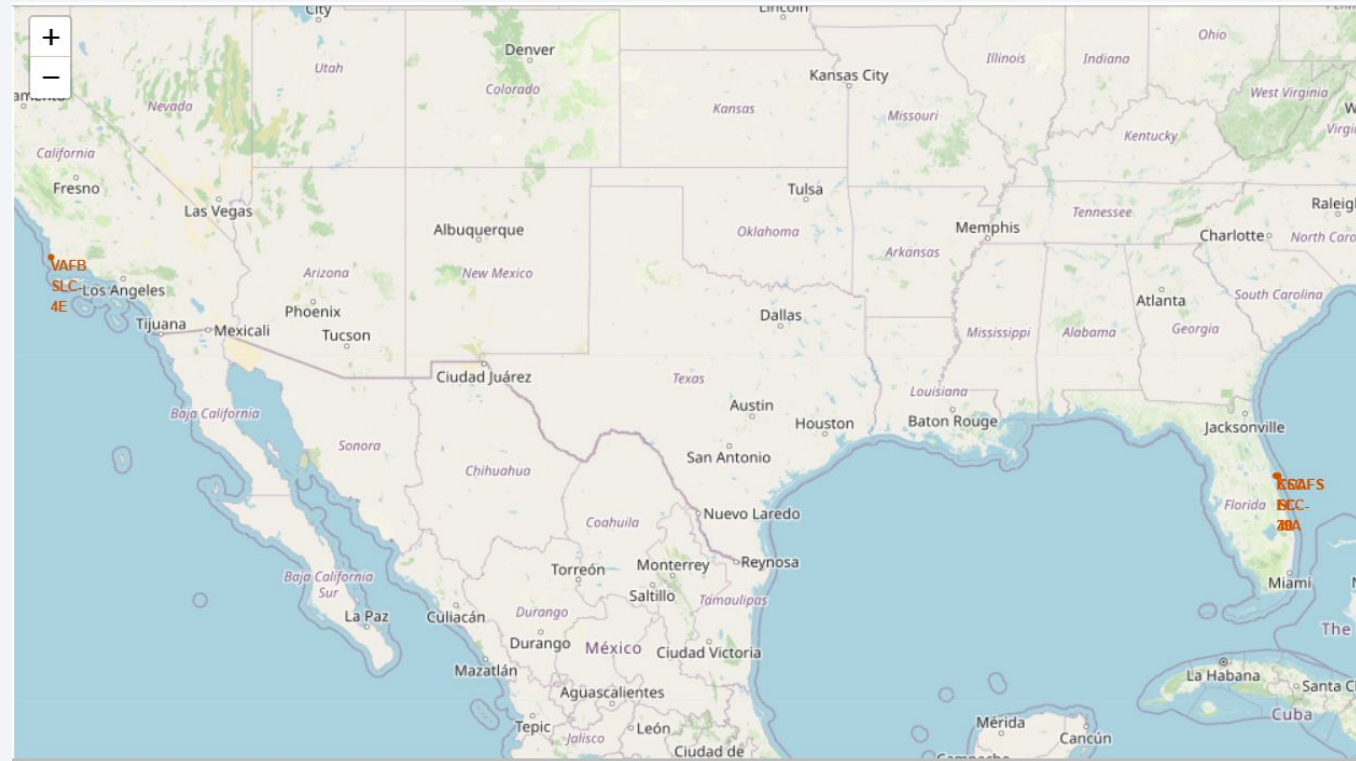 City
Lincoln
+
−
Denver
Utah
Colorado
Nevada
Kansas City
Kansas
Missouri
Illinois
Indiana
Ohio
West Virginia
Kentucky
California
Fresno
Las Vegas
Tulsa
Oklahoma
Tennessee
Memphis
Charlotte
North Caro
Raleigh
Albuquerque
New Mexico
Arizona
Arkansas
VAFB
SLC-
4E
Los Angeles
Phoenix
Tucson
Tijuana
Mexicali
Dallas
Atlanta
South Carolina
Mississippi
Alabama
Georgia
Ciudad Juárez
Texas
Louisiana
Austin
Houston
Baton Rouge
Jacksonville
San Antonio
Baja California
Sonora
Chihuahua
Florida
Coahuila
Nuevo Laredo
Reynosa
Monterrey
Torreón
Saltillo
Tamaulipas
Miami
Baja California
Sur
La Paz
Culiacán
Durango
Durango
México
Ciudad Victoria
Mazatlán
The
La Habana
Santa C
Cuba
Aguascalientes
Tepic
Jalisco
León
Ciudad de
Mérida
Cancún
Campeche